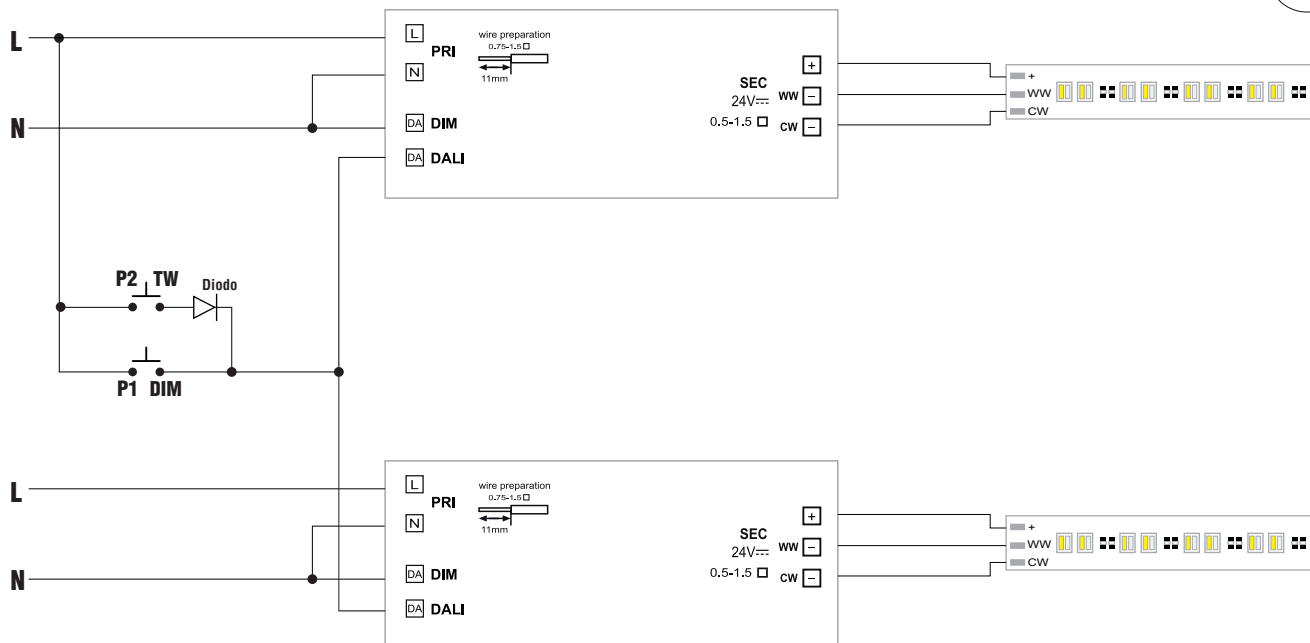 L
N
L
PRI
N
wire preparation
0.75-1.5
11mm
DA DIM
DA DALI
SEC
24V
0.5-1.5
+
WW −
CW −
+
WW
CW
P2 TW
Diodo
P1 DIM
L
N
L
PRI
N
wire preparation
0.75-1.5
11mm
DA DIM
DA DALI
SEC
24V
0.5-1.5
+
WW −
CW −
+
WW
CW